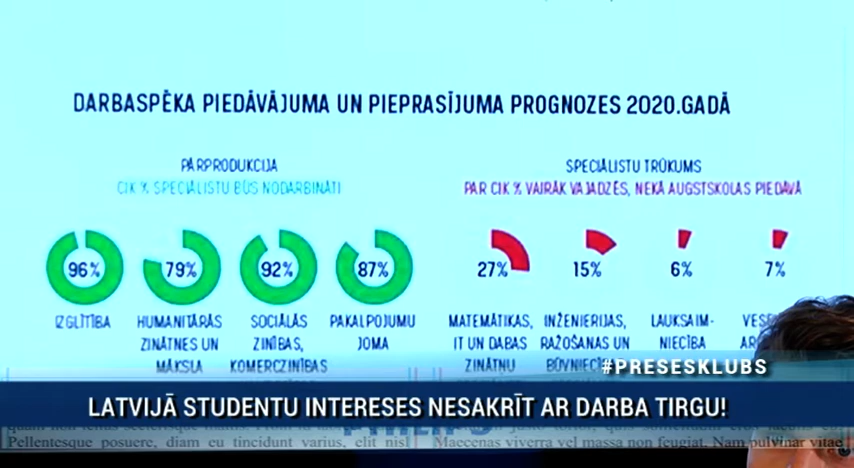 DARBASPĒKA PIEDĀVĀJUMA UN PIEPRASĪJUMA PROGNOZES 2020.GADĀ
PĀRPRODUKCIJA
CIK % SPECIĀLISTU BŪS NODARBINĀTI
96%
79%
92%
87%
IZGLĪTĪBA
HUMANITĀRĀS
ZINĀTNES UN
MĀKSLA
SOCIĀLĀS
ZINĪBAS,
KOMERCZINĪBAS
PAKALPOJUMU
JOMA
SPECIĀLISTU TRŪKUMS
PAR CIK % VAIRĀK VAJADZĒS, NEKĀ AUGSTSKOLAS PIEDĀVĀ
27%
15%
6%
7%
MATEMĀTIKAS,
IT UN DABAS
ZINĀTŅU
INŽENIERIJAS,
RAŽOŠANAS UN
LAUKSAIM-
NIECĪBA
#PRESESKLUBS
LATVIJĀ STUDENTU INTERESES NESAKRĪT AR DARBA TIRGU!
Pellentesque posuere, diam eu tincidunt varius, elit nisl
Maecenas viverra vel massa non feugiat. Nam pulvinar vitae